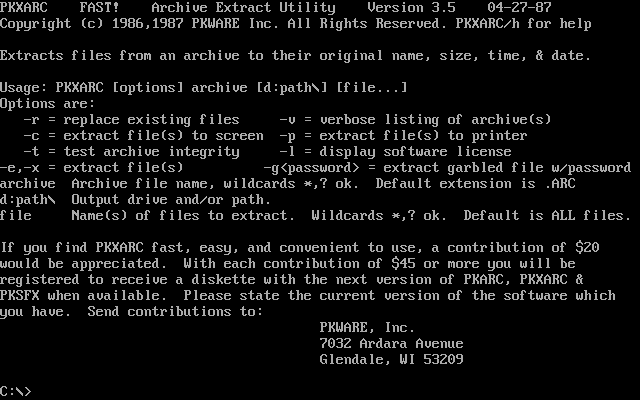 PKXARC    FAST!    Archive Extract Utility    Version 3.5    04-27-87
Copyright (c) 1986,1987 PKWARE Inc. All Rights Reserved. PKXARC/h for help

Extracts files from an archive to their original name, size, time, & date.

Usage: PKXARC [options] archive [d:path\] [file...]
Options are:
   -r = replace existing files     -v = verbose listing of archive(s)
   -c = extract file(s) to screen  -p = extract file(s) to printer
   -t = test archive integrity     -l = display software license
-e,-x = extract file(s)          -g<password> = extract garbled file w/password
archive  Archive file name, wildcards *,? ok.  Default extension is .ARC
d:path\  Output drive and/or path.
file     Name(s) of files to extract.  Wildcards *,? ok.  Default is ALL files.

If you find PKXARC fast, easy, and convenient to use, a contribution of $20
would be appreciated.  With each contribution of $45 or more you will be
registered to receive a diskette with the next version of PKARC, PKXARC &
PKSFX when available.  Please state the current version of the software which
you have.  Send contributions to:
                                        PKWARE, Inc.
                                        7032 Ardara Avenue
                                        Glendale, WI 53209

C:\>